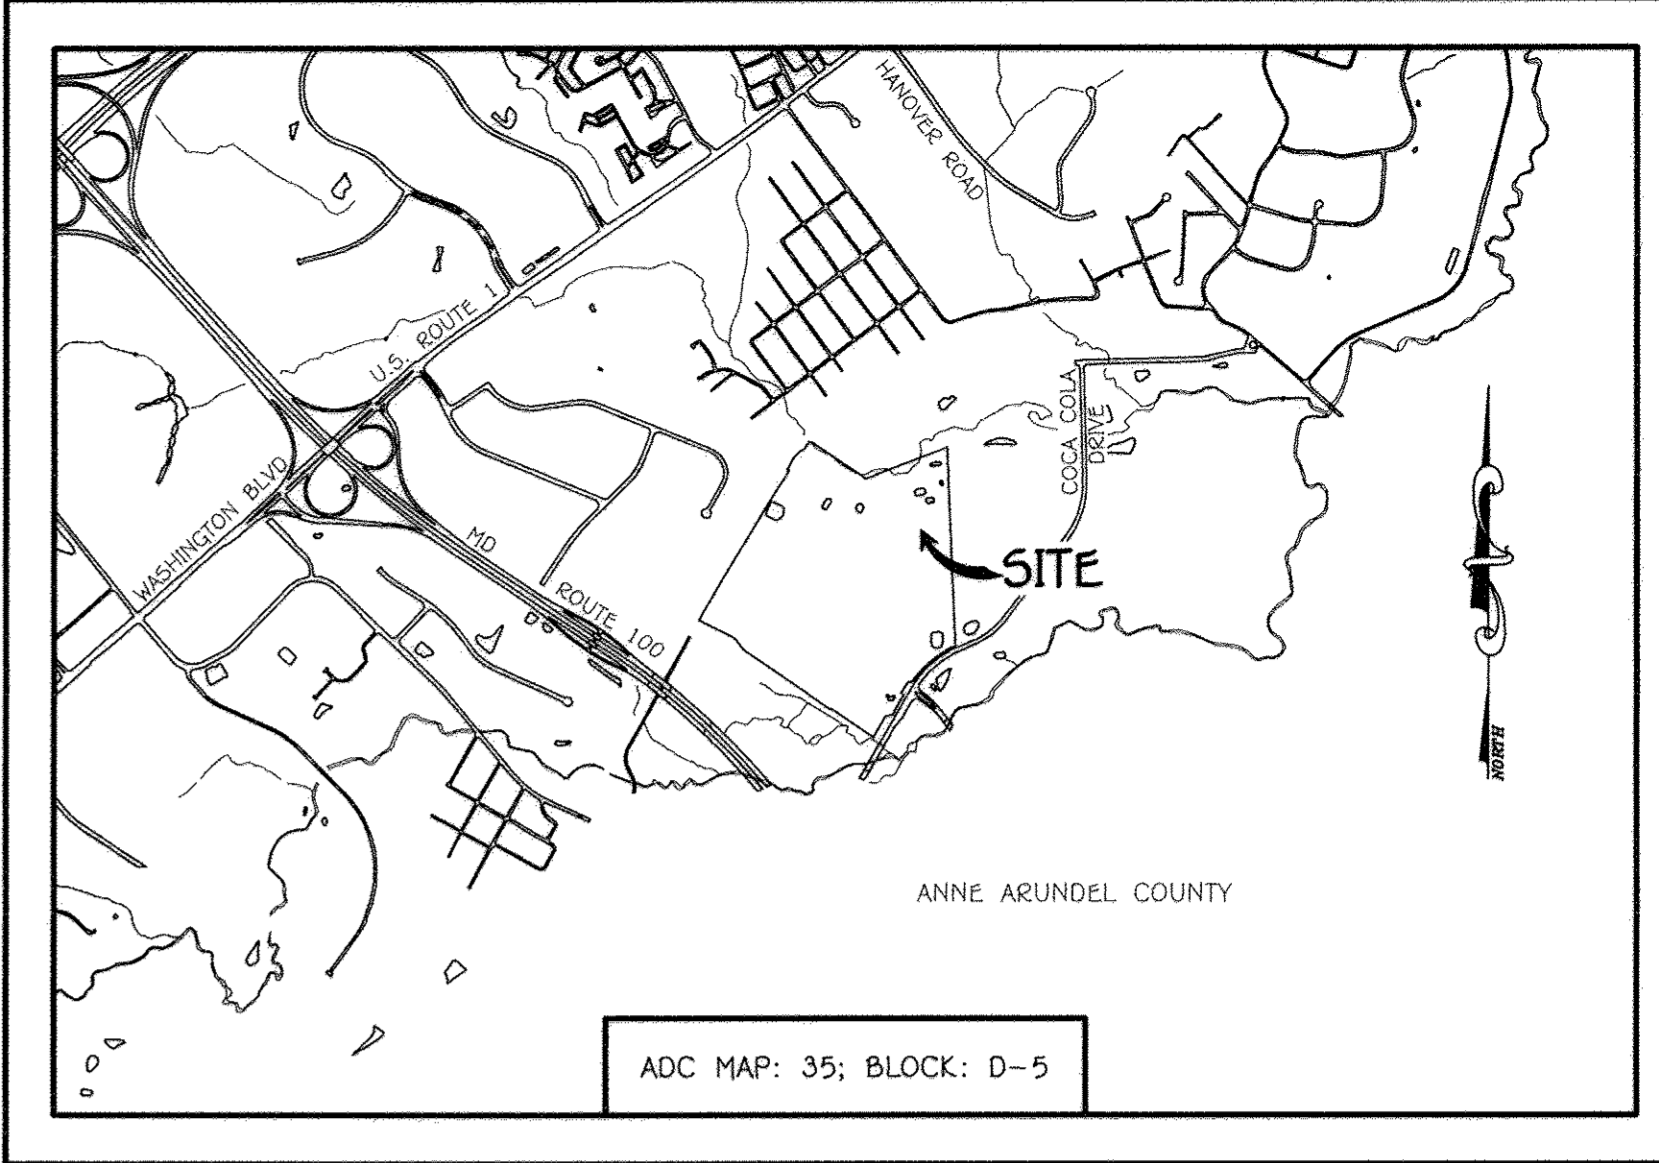 HANOVER ROAD
U.S. ROUTE 1
COCA COLA
DRIVE
WASHINGTON BLVD
MD
ROUTE 100
SITE
NORTH
ANNE ARUNDEL COUNTY
ADC MAP: 35; BLOCK: D-5